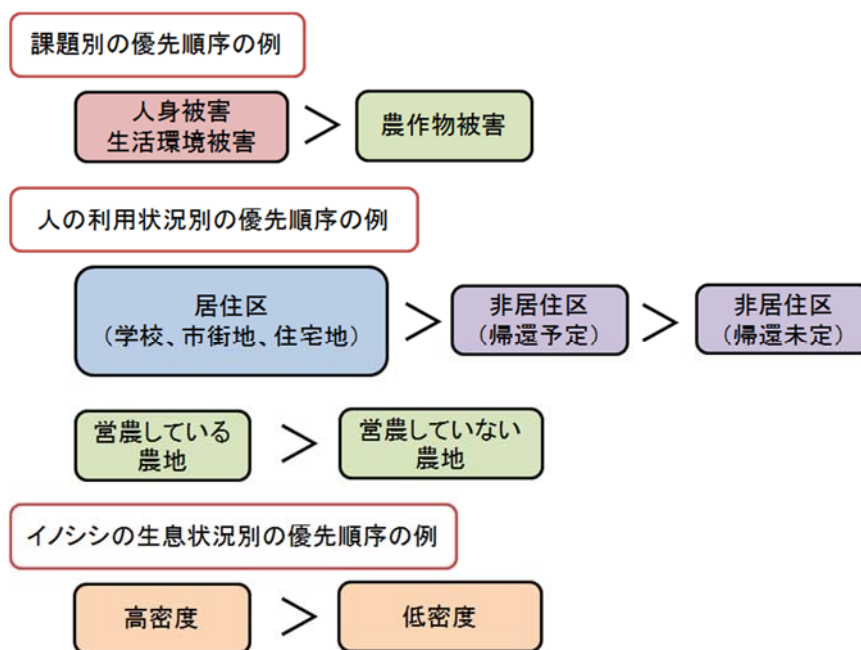 課題別の優先順序の例
人身被害
生活環境被害
>
農作物被害
人の利用状況別の優先順序の例
居住区
(学校、市街地、住宅地)
>
非居住区
(帰還予定)
>
非居住区
(帰還未定)
営農している
農地
>
営農していない
農地
イノシシの生息状況別の優先順序の例
高密度
>
低密度